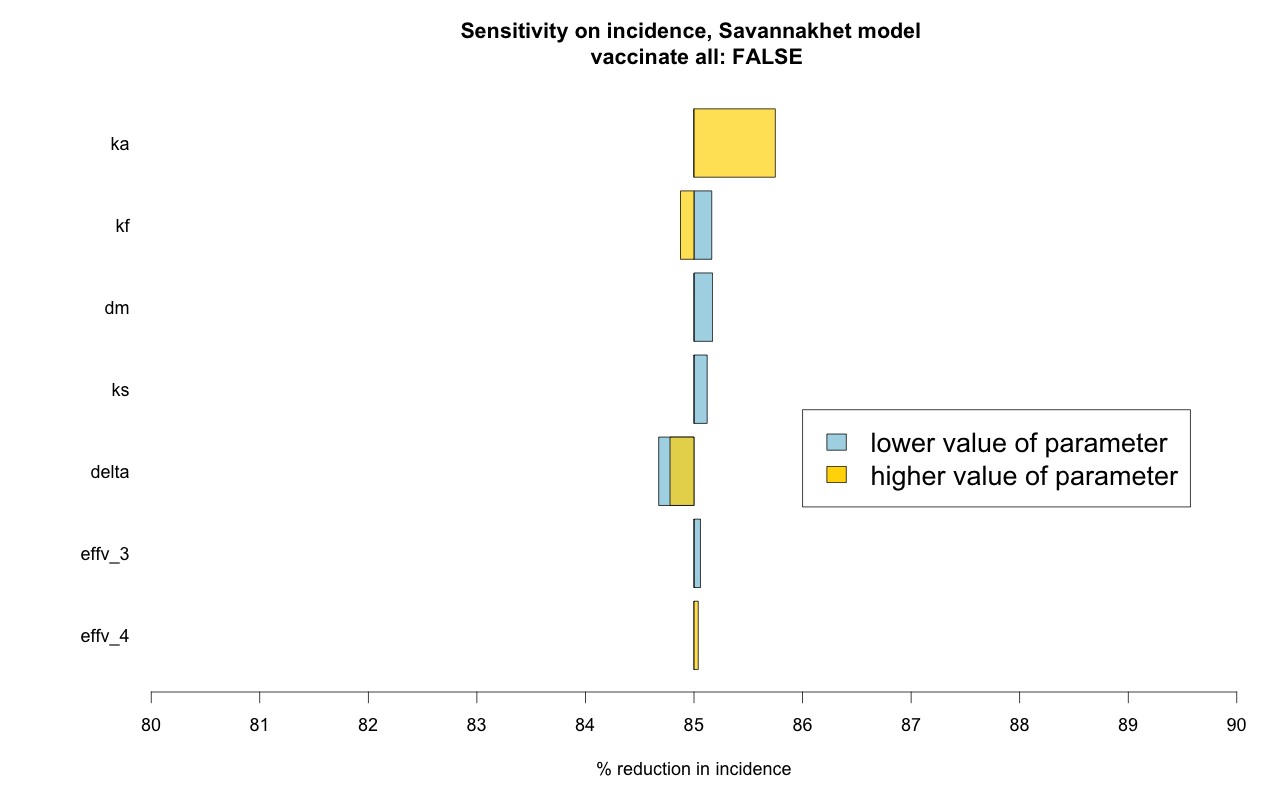 Sensitivity on incidence, Savannakhet model
vaccinate all: FALSE
ka
kf
dm
ks
delta
effv_3
effv_4
lower value of parameter
higher value of parameter
80 81 82 83 84 85 86 87 88 89 90
% reduction in incidence